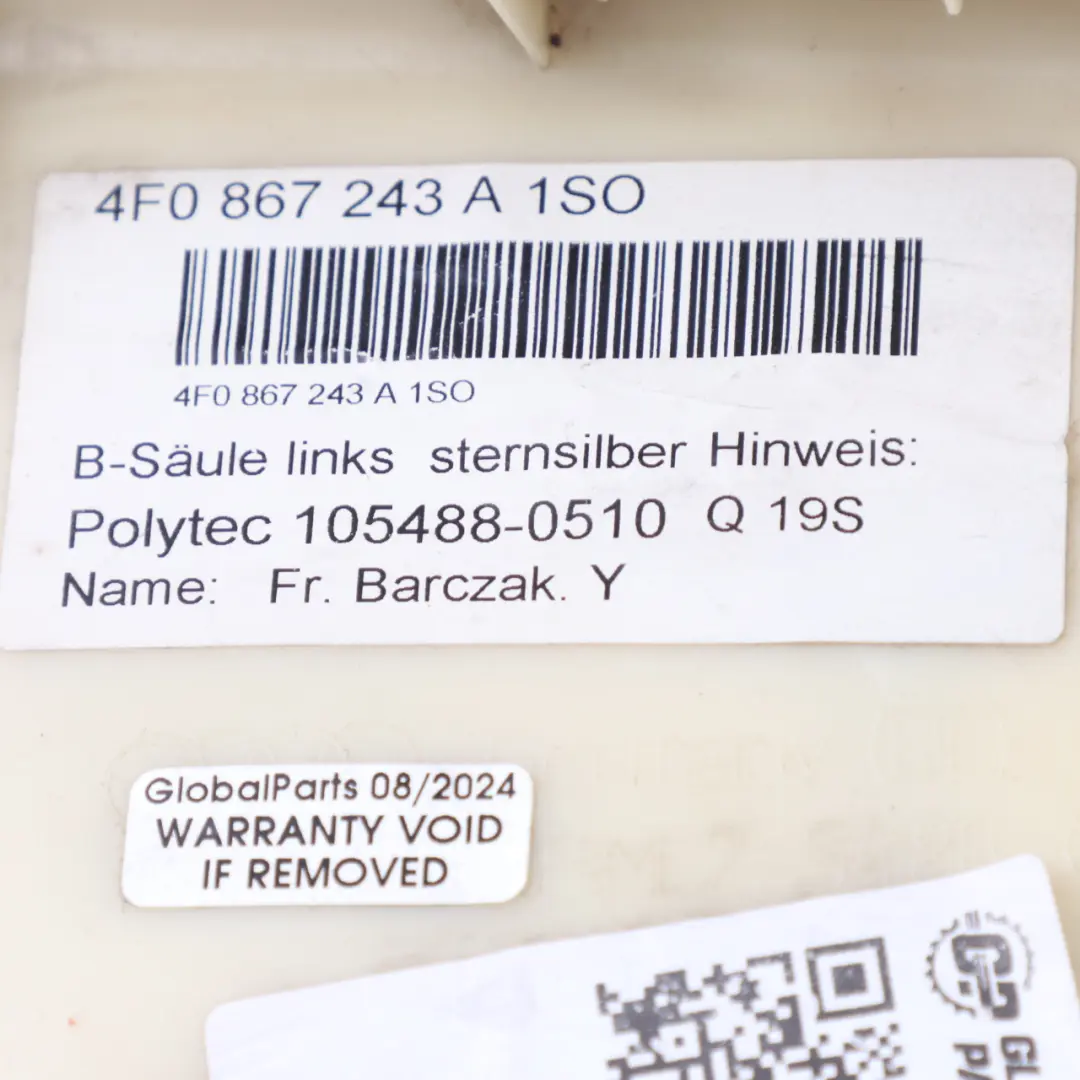 4F0 867 243 A 1SO
4F0 867 243 A 1SO
B-Säule links sternsilber Hinweis:
Polytec 105488-0510 Q 19S
Name: Fr. Barczak. Y
GlobalParts 08/2024
WARRANTY VOID
IF REMOVED